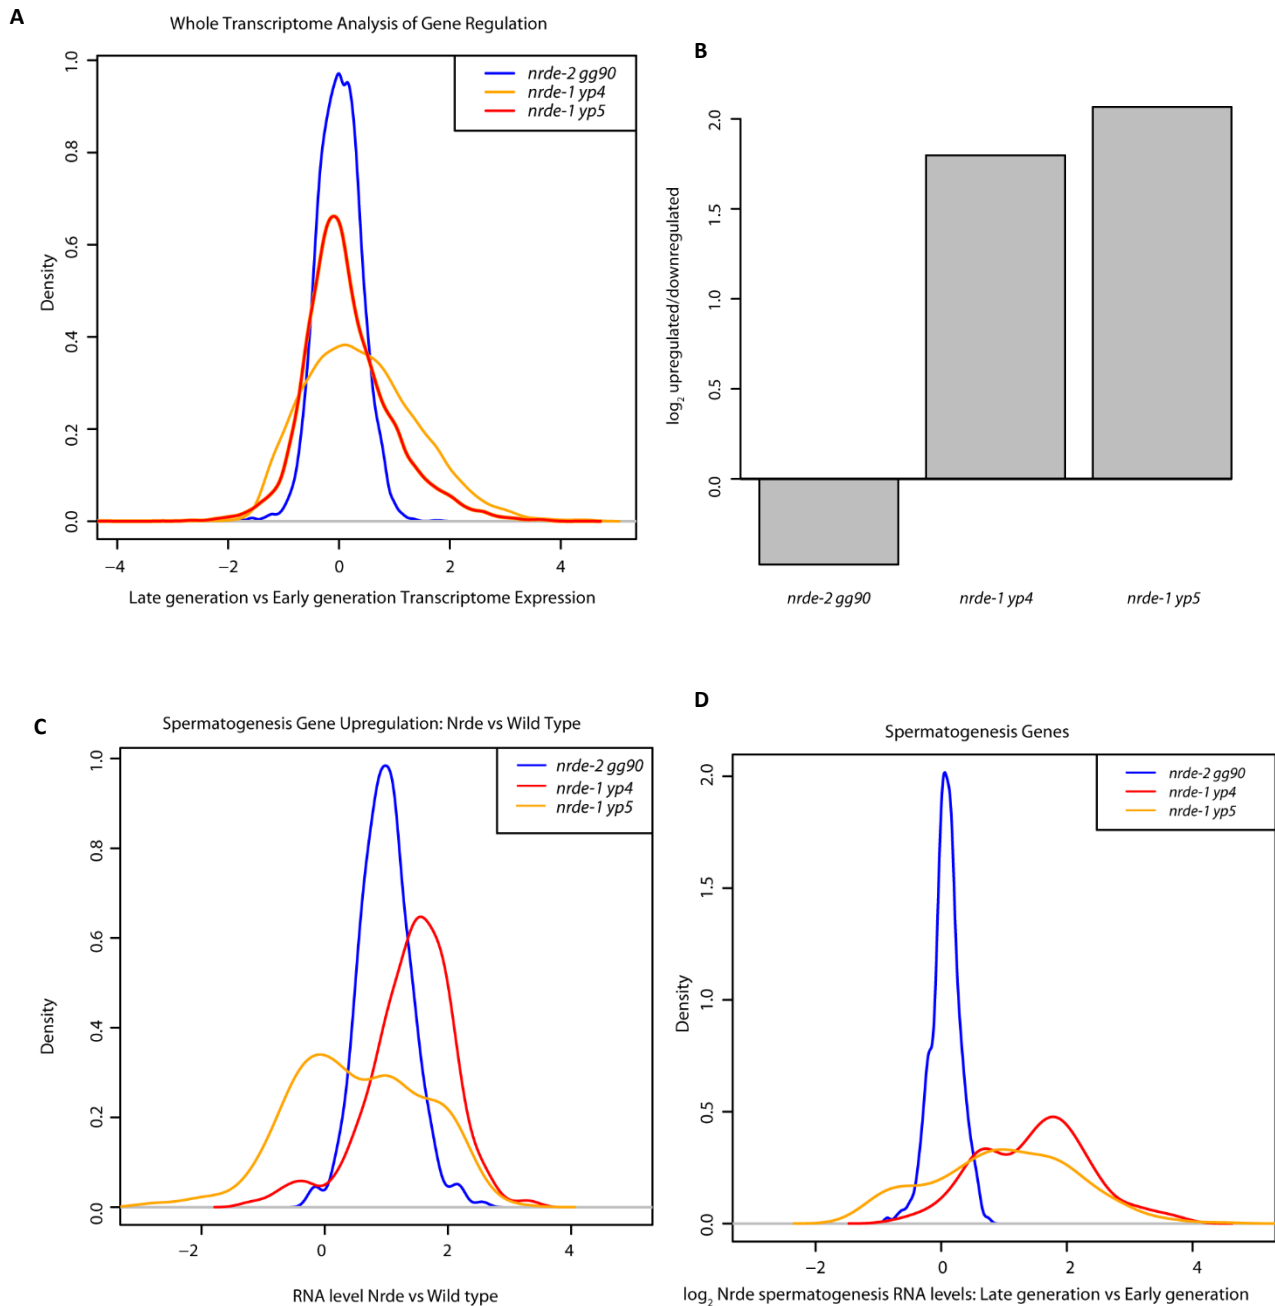 A
Whole Transcriptome Analysis of Gene Regulation
nrde-2 gg90
nrde-1 yp4
nrde-1 yp5
Density
0.0 0.2 0.4 0.6 0.8 1.0
−4 −2 0 2 4
Late generation vs Early generation Transcriptome Expression
B
log2 upregulated/downregulated
0.0 0.5 1.0 1.5 2.0
nrde-2 gg90 nrde-1 yp4 nrde-1 yp5
C
Spermatogenesis Gene Upregulation: Nrde vs Wild Type
nrde-2 gg90
nrde-1 yp4
nrde-1 yp5
Density
0.0 0.2 0.4 0.6 0.8 1.0
−2 0 2 4
RNA level Nrde vs Wild type
D
Spermatogenesis Genes
nrde-2 gg90
nrde-1 yp4
nrde-1 yp5
Density
0.0 0.5 1.0 1.5 2.0
−2 0 2 4
log2 Nrde spermatogenesis RNA levels: Late generation vs Early generation